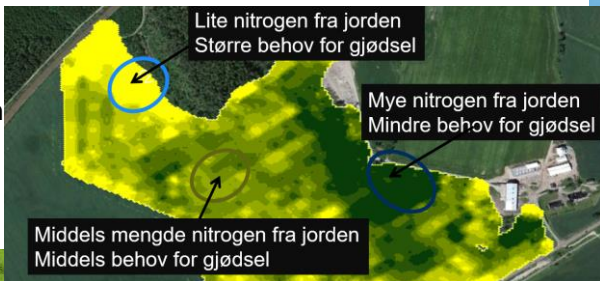 Lite nitrogen fra jorden
Større behov for gjødsel
Mye nitrogen fra jorden
Mindre behov for gjødsel
Middels mengde nitrogen fra jorden
Middels behov for gjødsel